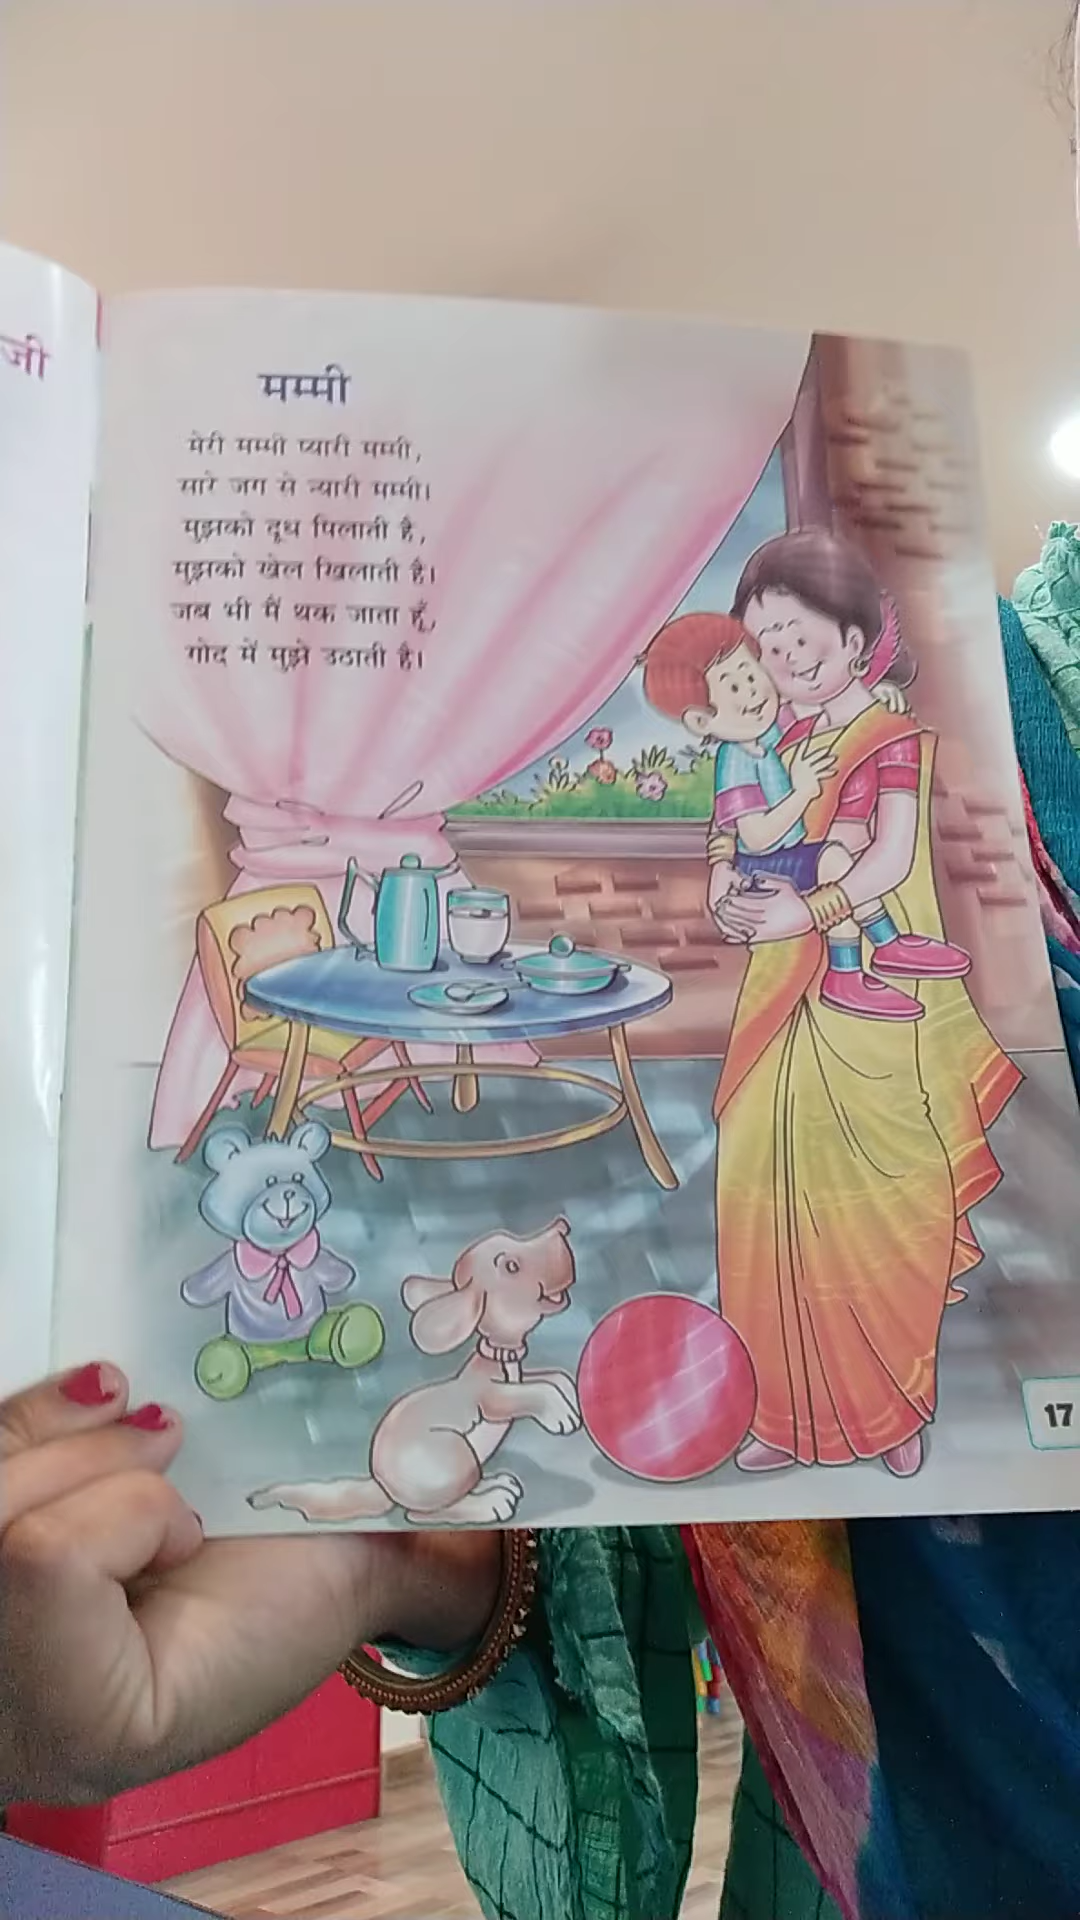 जी
मम्मी
मेरी मम्मी प्यारी मम्मी,
सारे जग से न्यारी मम्मी।
मुझको दूध पिलाती है,
मुझको खेल खिलाती है।
जब भी मैं थक जाता हूँ,
गोद में मुझे उठाती है।
17